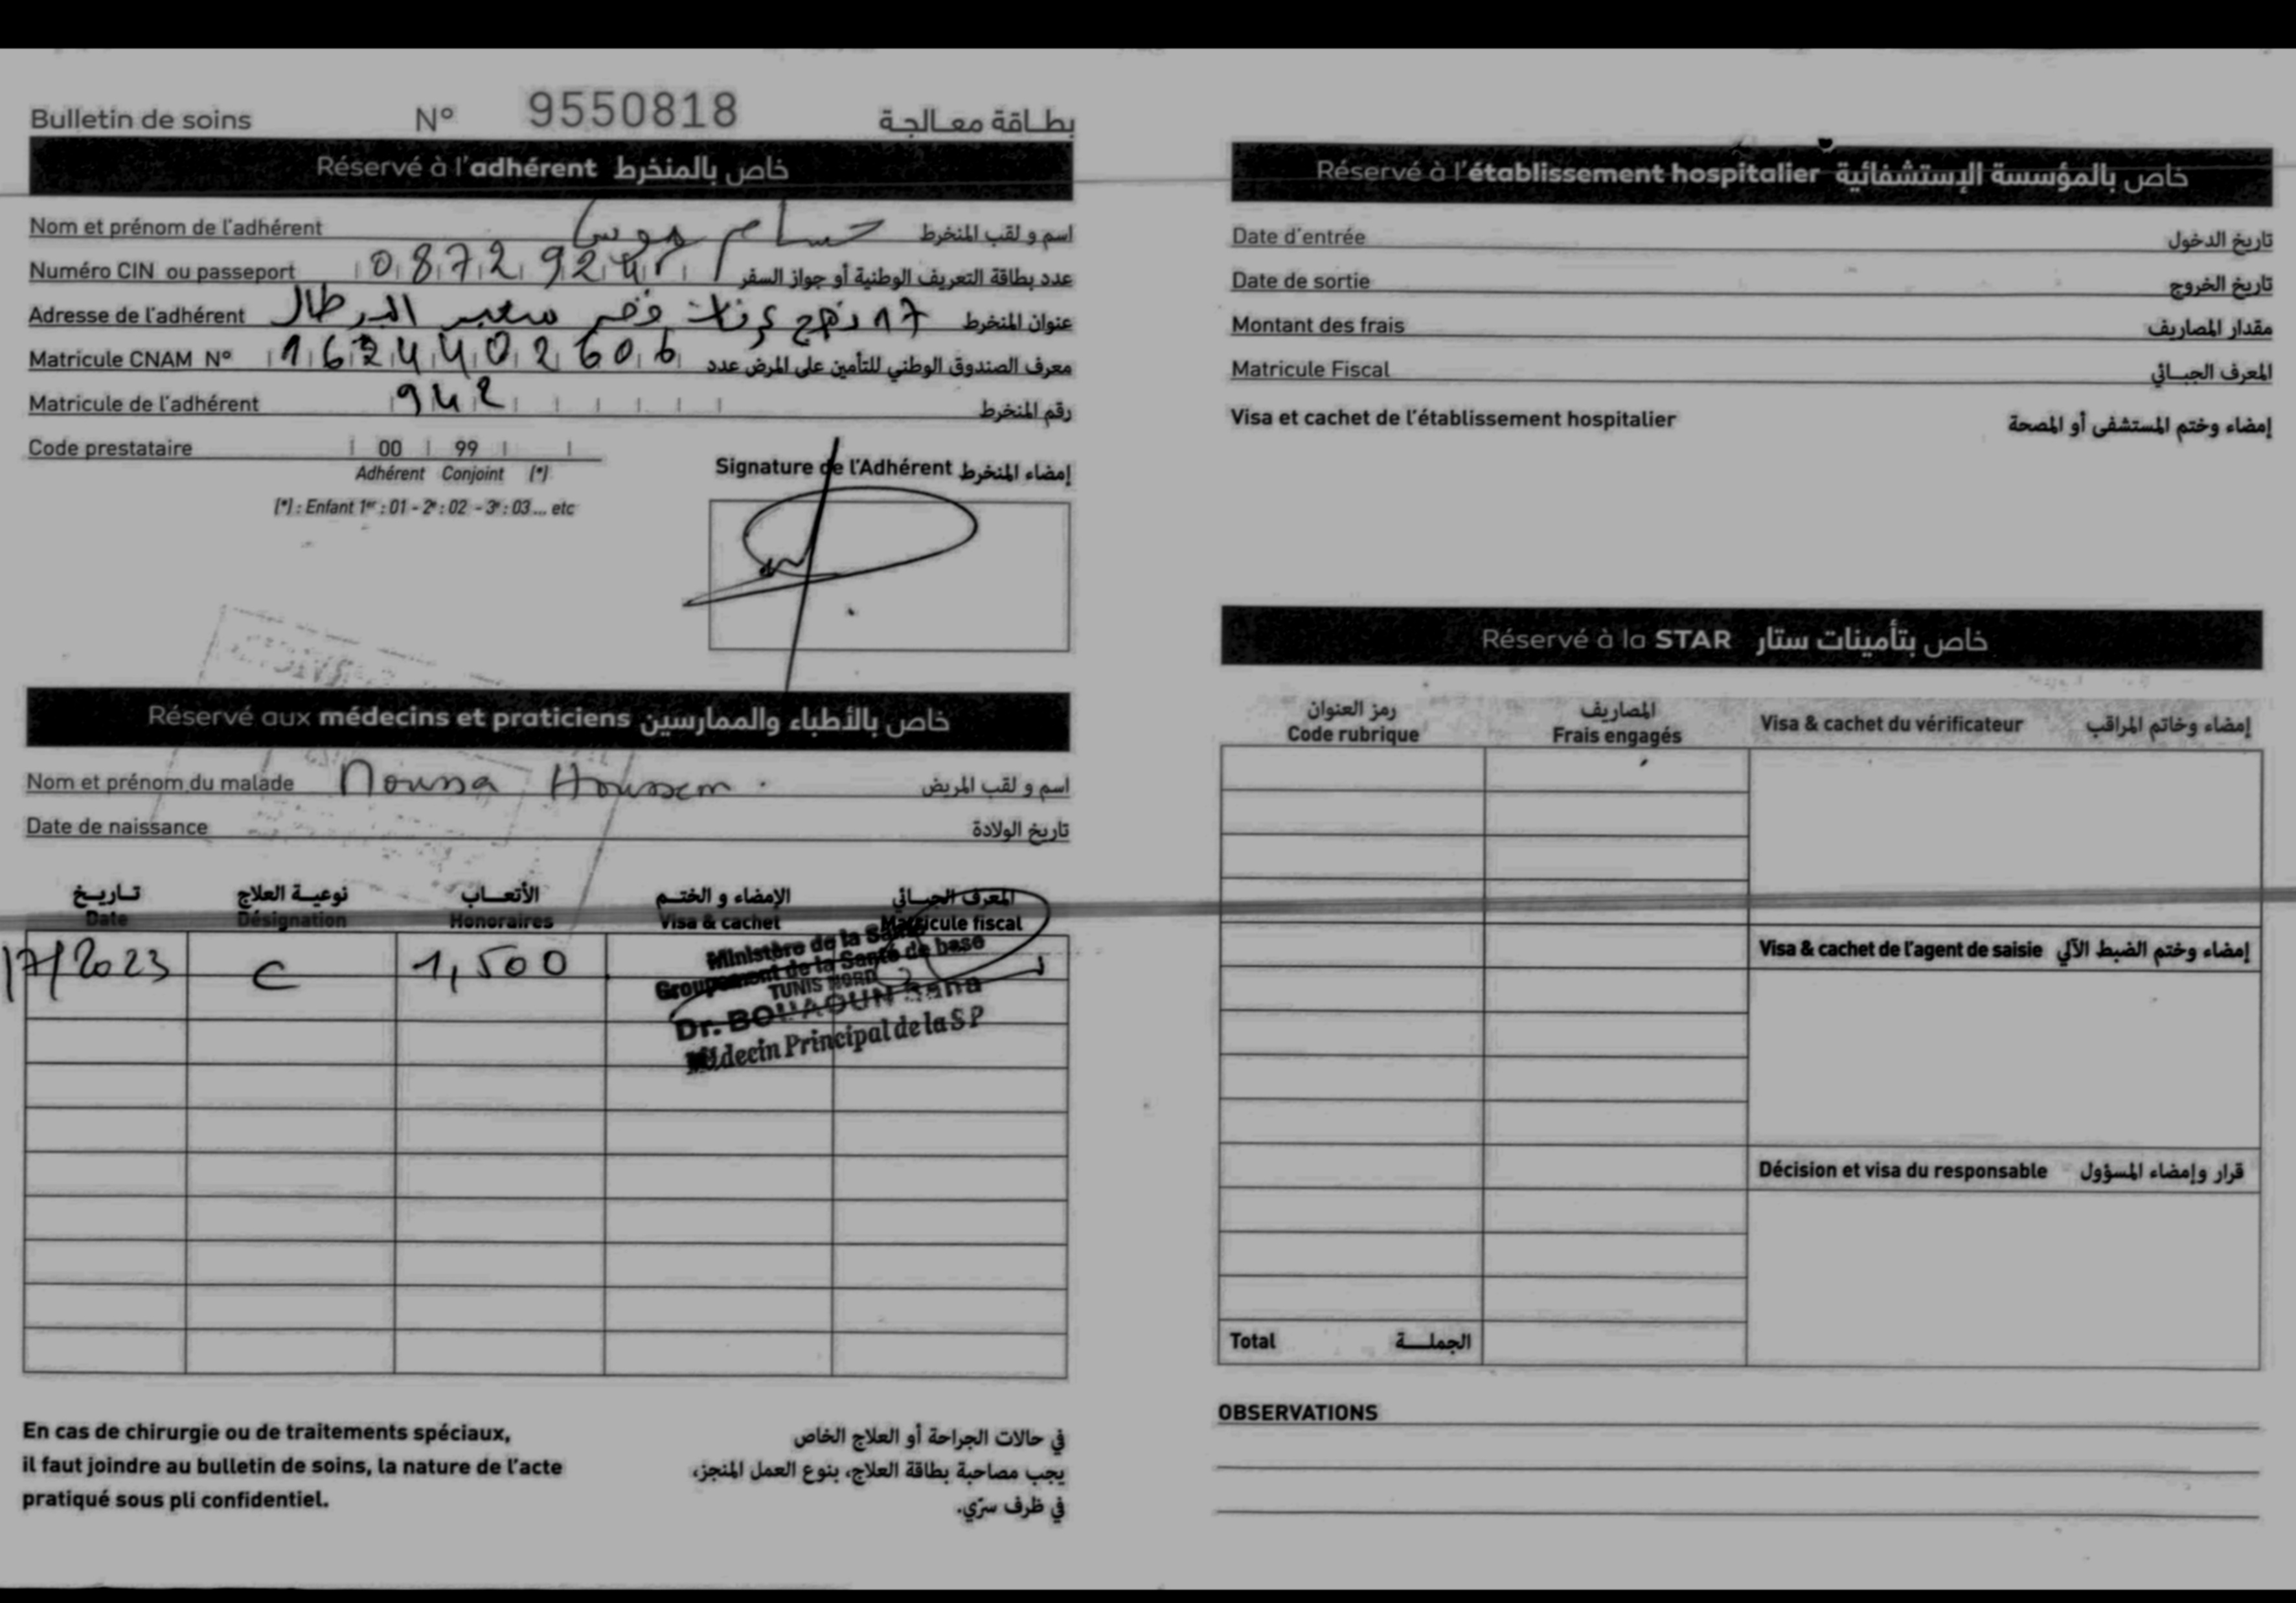 Bulletin de soins N° 9550818 بطاقة معالجة
Réservé à l'adhérent خاص بالمنخرط
Nom et prénom de l'adhérent حسام موسى اسم و لقب المنخرط
Numéro CIN ou passeport 0872924 عدد بطاقة التعريف الوطنية أو جواز السفر
Adresse de l'adhérent 17 نهج عرفات قصر سعيد البرطال عنوان المنخرط
Matricule CNAM N° 1624402606 معرف الصندوق الوطني للتأمين على المرض عدد
Matricule de l'adhérent 942 رقم المنخرط
Code prestataire 00 99
Adhérent Conjoint (*)
(*) : Enfant 1er : 01 - 2e : 02 - 3e : 03 ... etc
Signature de l'Adhérent إمضاء المنخرط
Réservé aux médecins et praticiens خاص بالأطباء والممارسين
Nom et prénom du malade Moussa Houssem اسم و لقب المريض
Date de naissance تاريخ الولادة
تاريخ نوعية العلاج الأتعاب الإمضاء و الختم المعرف الجبائي
Date Désignation Honoraires Visa & cachet Matricule fiscal
17/2023 C 1,500
Ministère de la Santé
Groupement de la Santé de base
TUNIS NORD
Dr. BOUAOUN Rana
Médecin Principal de la S P
En cas de chirurgie ou de traitements spéciaux,
il faut joindre au bulletin de soins, la nature de l'acte
pratiqué sous pli confidentiel.
في حالات الجراحة أو العلاج الخاص
يجب مصاحبة بطاقة العلاج، بنوع العمل المنجز،
في ظرف سرّي.
Réservé à l'établissement hospitalier خاص بالمؤسسة الإستشفائية
Date d'entrée تاريخ الدخول
Date de sortie تاريخ الخروج
Montant des frais مقدار المصاريف
Matricule Fiscal المعرف الجبائي
Visa et cachet de l'établissement hospitalier إمضاء وختم المستشفى أو المصحة
Réservé à la STAR خاص بتأمينات ستار
رمز العنوان المصاريف
Code rubrique Frais engagés Visa & cachet du vérificateur إمضاء وخاتم المراقب
Visa & cachet de l'agent de saisie إمضاء وختم الضبط الآلي
Décision et visa du responsable قرار وإمضاء المسؤول
Total الجملة
OBSERVATIONS